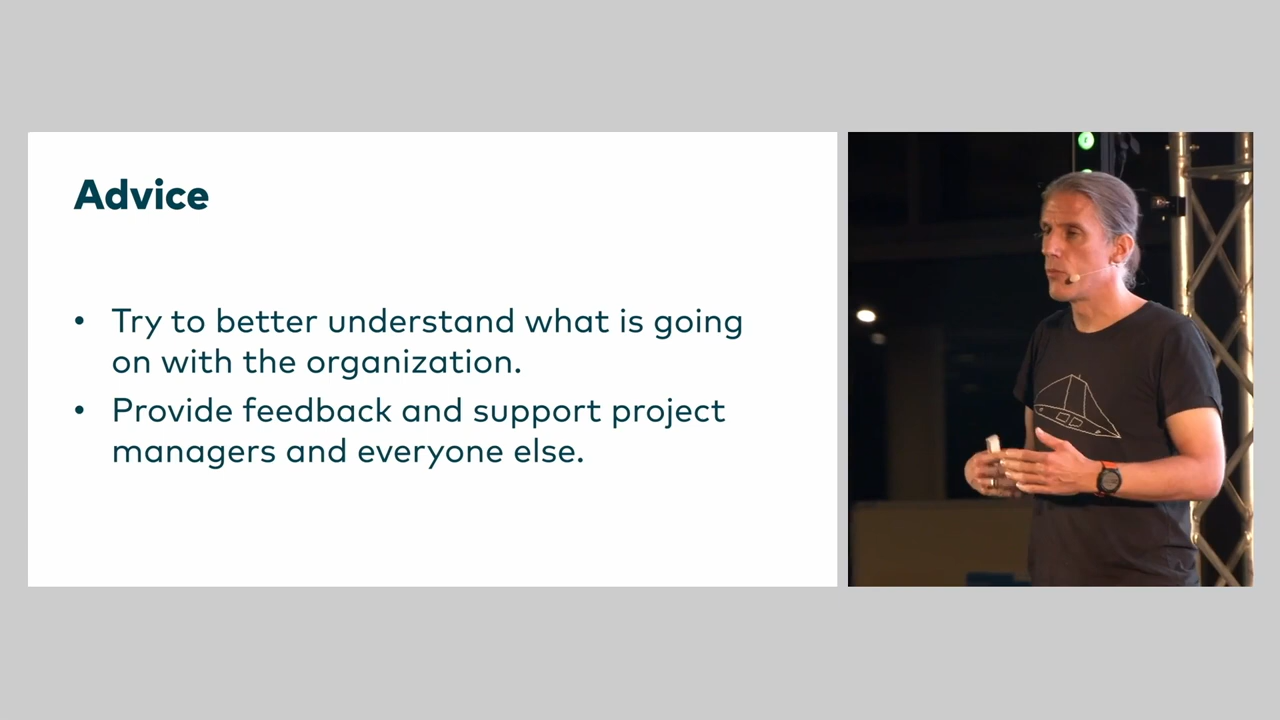 Advice
• Try to better understand what is going
on with the organization.
• Provide feedback and support project
managers and everyone else.